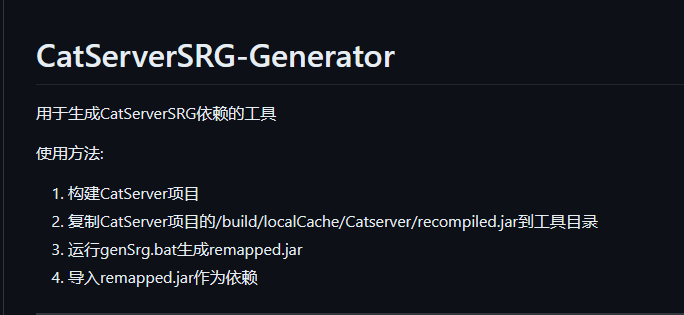 CatServerSRG-Generator
用于生成CatServerSRG依赖的工具
使用方法:
1. 构建CatServer项目
2. 复制CatServer项目的/build/localCache/Catserver/recompiled.jar到工具目录
3. 运行genSrg.bat生成remapped.jar
4. 导入remapped.jar作为依赖